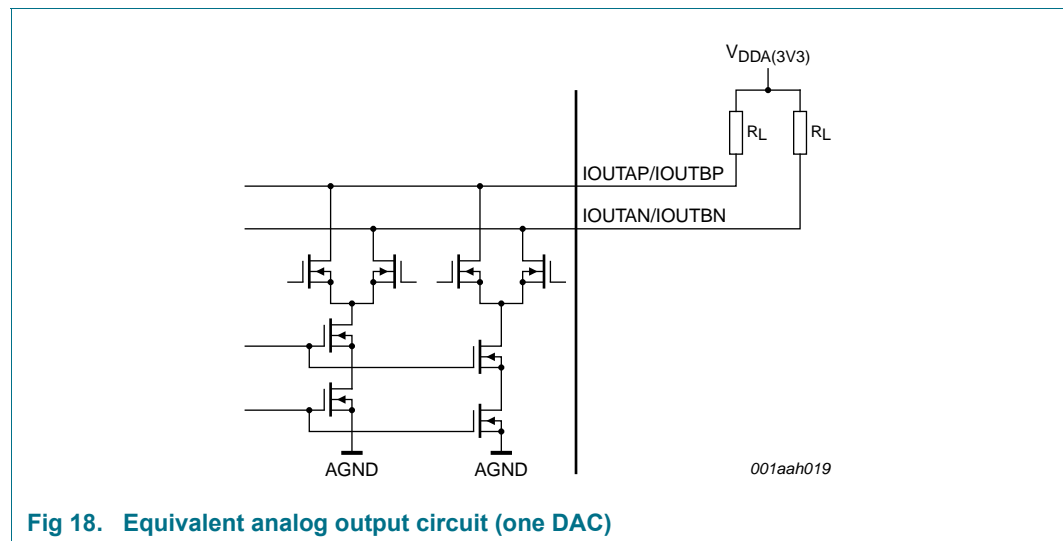 VDDA(3V3)
RL
RL
IOUTAP/IOUTBP
IOUTAN/IOUTBN
AGND
AGND
001aah019
Fig 18. Equivalent analog output circuit (one DAC)